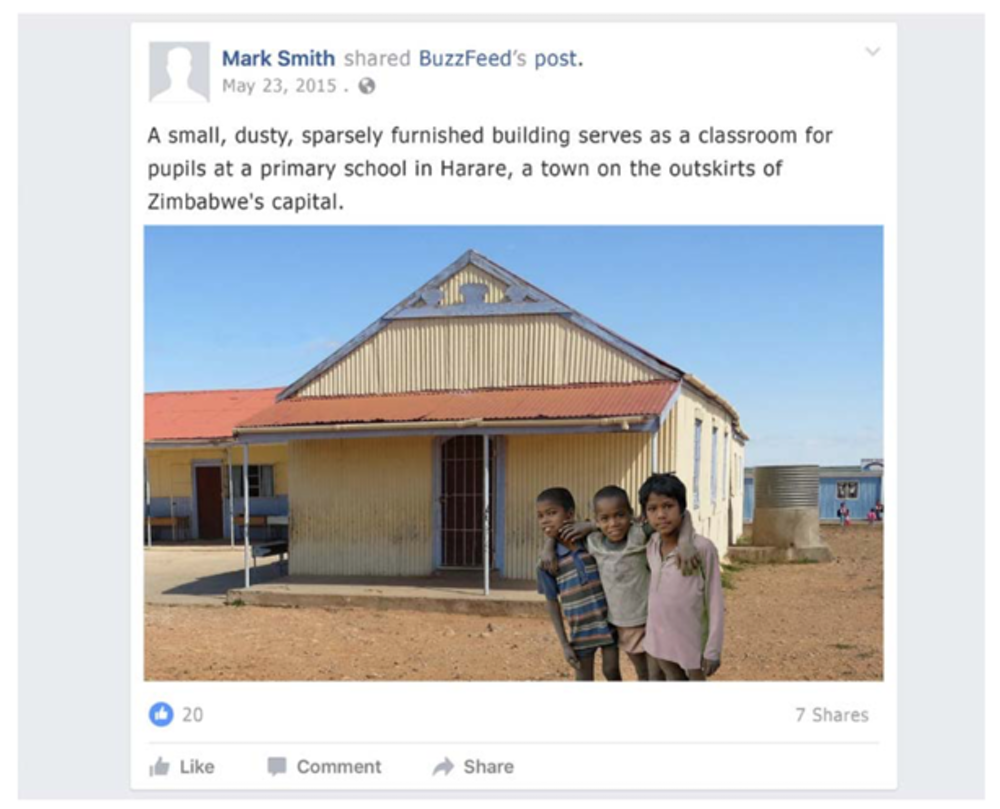 Mark Smith shared BuzzFeed's post.
May 23, 2015 .
A small, dusty, sparsely furnished building serves as a classroom for
pupils at a primary school in Harare, a town on the outskirts of
Zimbabwe's capital.
20
7 Shares
Like
Comment
Share